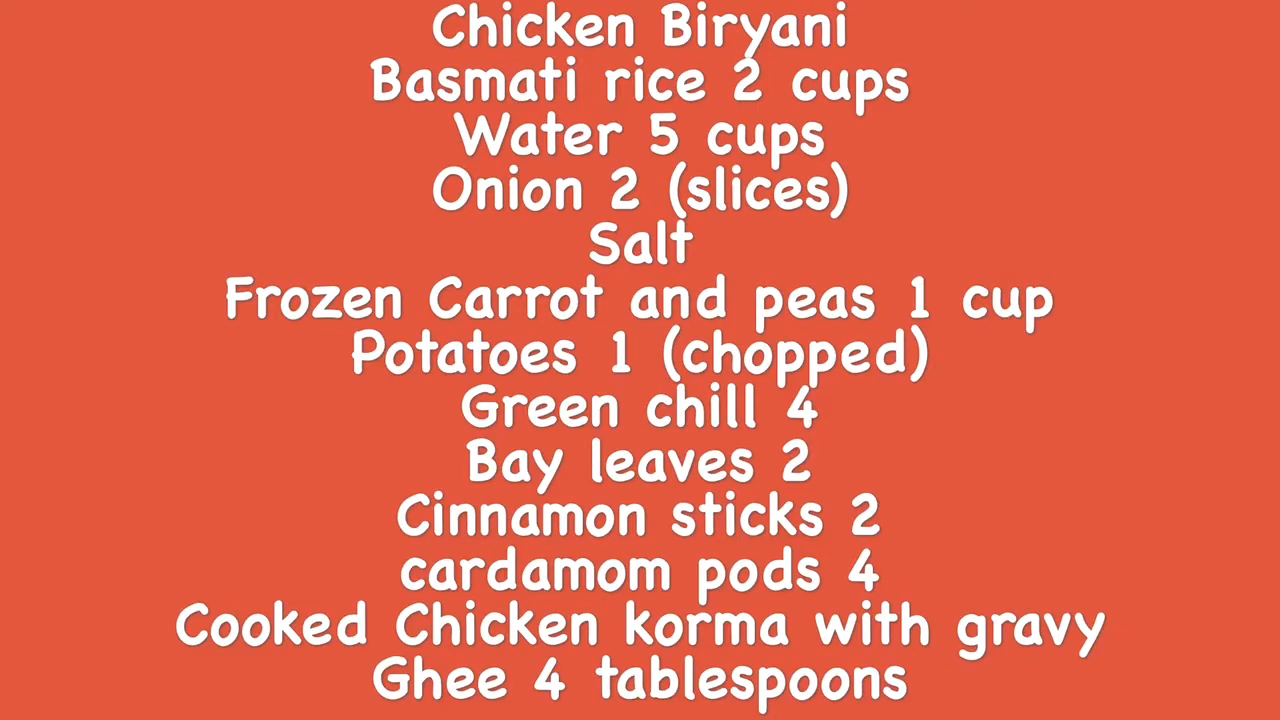 Chicken Biryani
Basmati rice 2 cups
Water 5 cups
Onion 2 (slices)
Salt
Frozen Carrot and peas 1 cup
Potatoes 1 (chopped)
Green chill 4
Bay leaves 2
Cinnamon sticks 2
cardamom pods 4
Cooked Chicken korma with gravy
Ghee 4 tablespoons